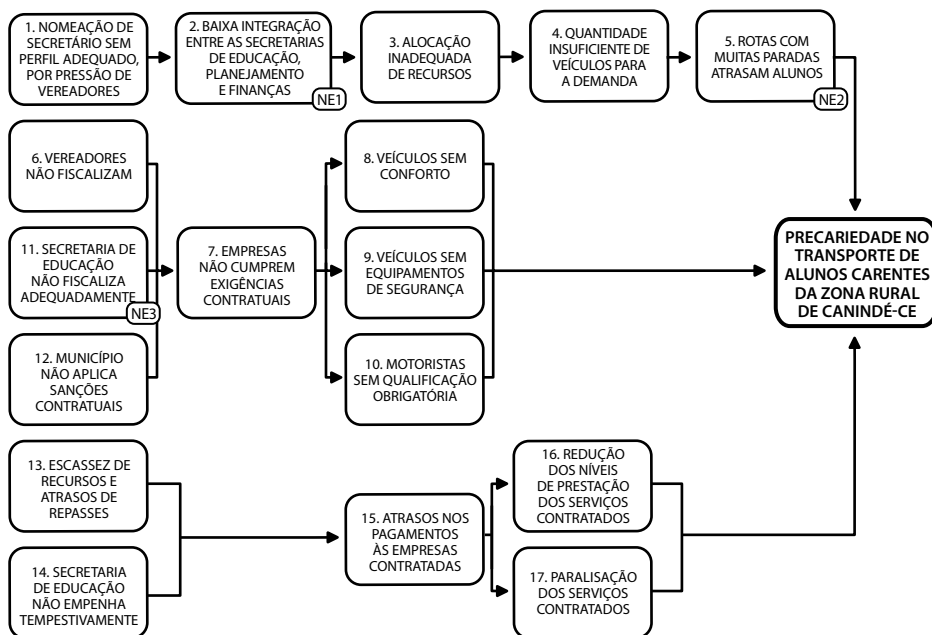 1. NOMEAÇÃO DE
SECRETÁRIO SEM
PERFIL ADEQUADO,
POR PRESSÃO DE
VEREADORES
2. BAIXA INTEGRAÇÃO
ENTRE AS SECRETARIAS
DE EDUCAÇÃO,
PLANEJAMENTO
E FINANÇAS
NE1
3. ALOCAÇÃO
INADEQUADA
DE RECURSOS
4. QUANTIDADE
INSUFICIENTE DE
VEÍCULOS PARA
A DEMANDA
5. ROTAS COM
MUITAS PARADAS
ATRASAM ALUNOS
NE2
6. VEREADORES
NÃO FISCALIZAM
11. SECRETARIA DE
EDUCAÇÃO
NÃO FISCALIZA
ADEQUADAMENTE
NE3
12. MUNICÍPIO
NÃO APLICA
SANÇÕES
CONTRATUAIS
7. EMPRESAS
NÃO CUMPREM
EXIGÊNCIAS
CONTRATUAIS
8. VEÍCULOS SEM
CONFORTO
9. VEÍCULOS SEM
EQUIPAMENTOS
DE SEGURANÇA
10. MOTORISTAS
SEM QUALIFICAÇÃO
OBRIGATÓRIA
PRECARIEDADE NO
TRANSPORTE DE
ALUNOS CARENTES
DA ZONA RURAL
DE CANINDÉ-CE
13. ESCASSEZ DE
RECURSOS E
ATRASOS DE
REPASSES
14. SECRETARIA
DE EDUCAÇÃO
NÃO EMPENHA
TEMPESTIVAMENTE
15. ATRASOS NOS
PAGAMENTOS
ÀS EMPRESAS
CONTRATADAS
16. REDUÇÃO
DOS NÍVEIS
DE PRESTAÇÃO
DOS SERVIÇOS
CONTRATADOS
17. PARALISAÇÃO
DOS SERVIÇOS
CONTRATADOS